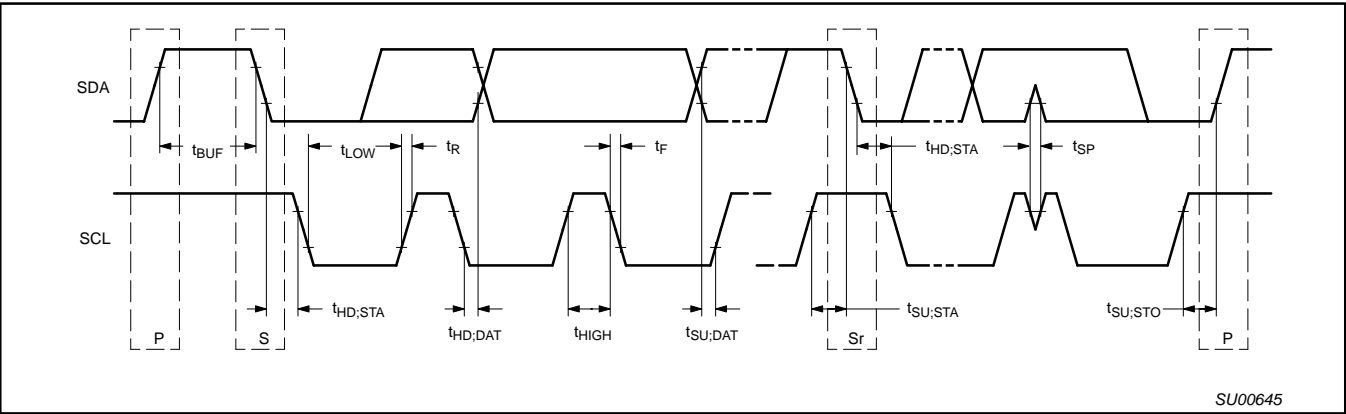 SDA
tBUF
tLOW
tR
tF
tHD;STA
tSP
SCL
tHD;STA
tHD;DAT
tHIGH
tSU;DAT
tSU;STA
tSU;STO
P
S
Sr
P
SU00645